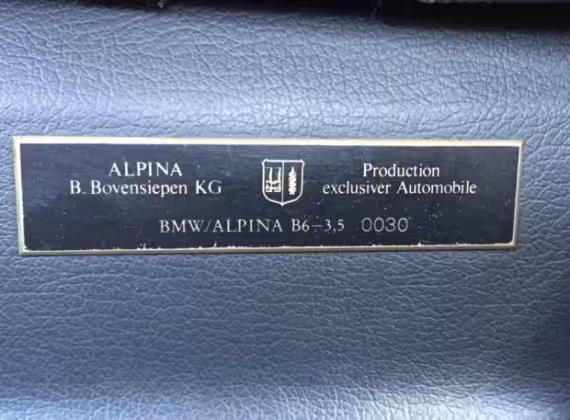 ALPINA
B. Bovensiepen KG
Production
exclusiver Automobile
BMW/ALPINA B6–3,5 0030